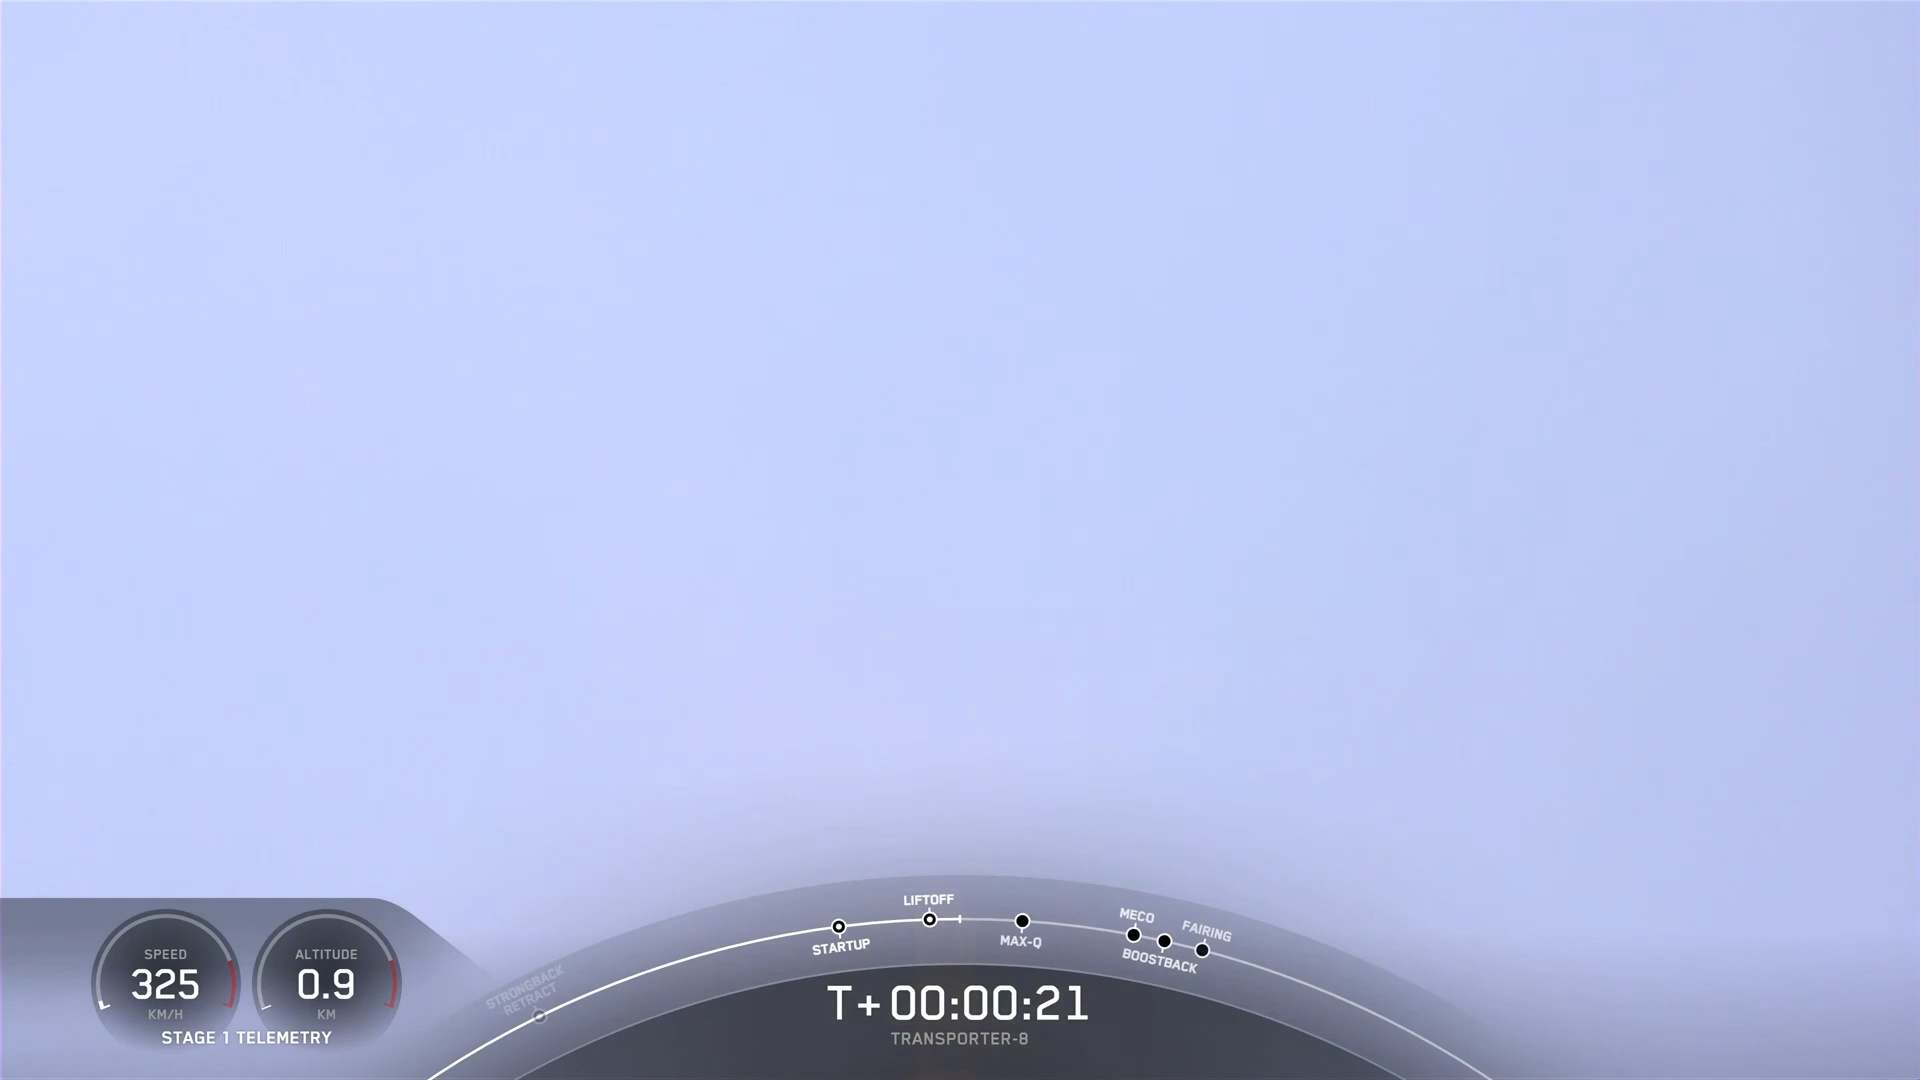 LIFTOFF
STARTUP
MAX-Q
MECO
BOOSTBACK
FAIRING
STRONGBACK
RETRACT
SPEED
325
KM/H
ALTITUDE
0.9
KM
STAGE 1 TELEMETRY
T+00:00:21
TRANSPORTER-8